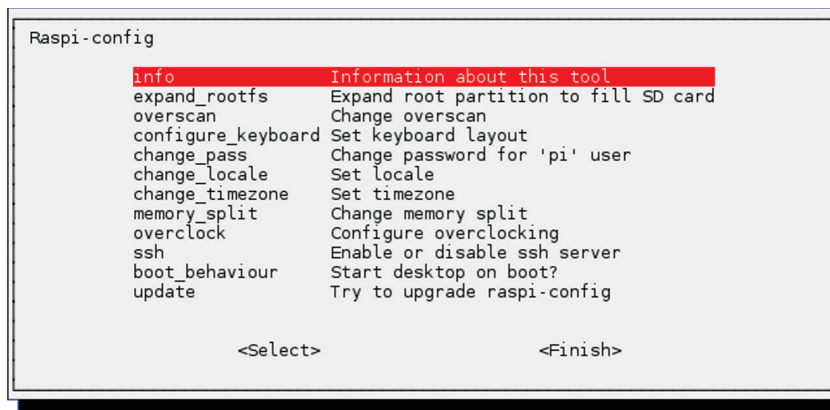 Raspi-config
info Information about this tool
expand_rootfs Expand root partition to fill SD card
overscan Change overscan
configure_keyboard Set keyboard layout
change_pass Change password for 'pi' user
change_locale Set locale
change_timezone Set timezone
memory_split Change memory split
overclock Configure overclocking
ssh Enable or disable ssh server
boot_behaviour Start desktop on boot?
update Try to upgrade raspi-config
<Select> <Finish>